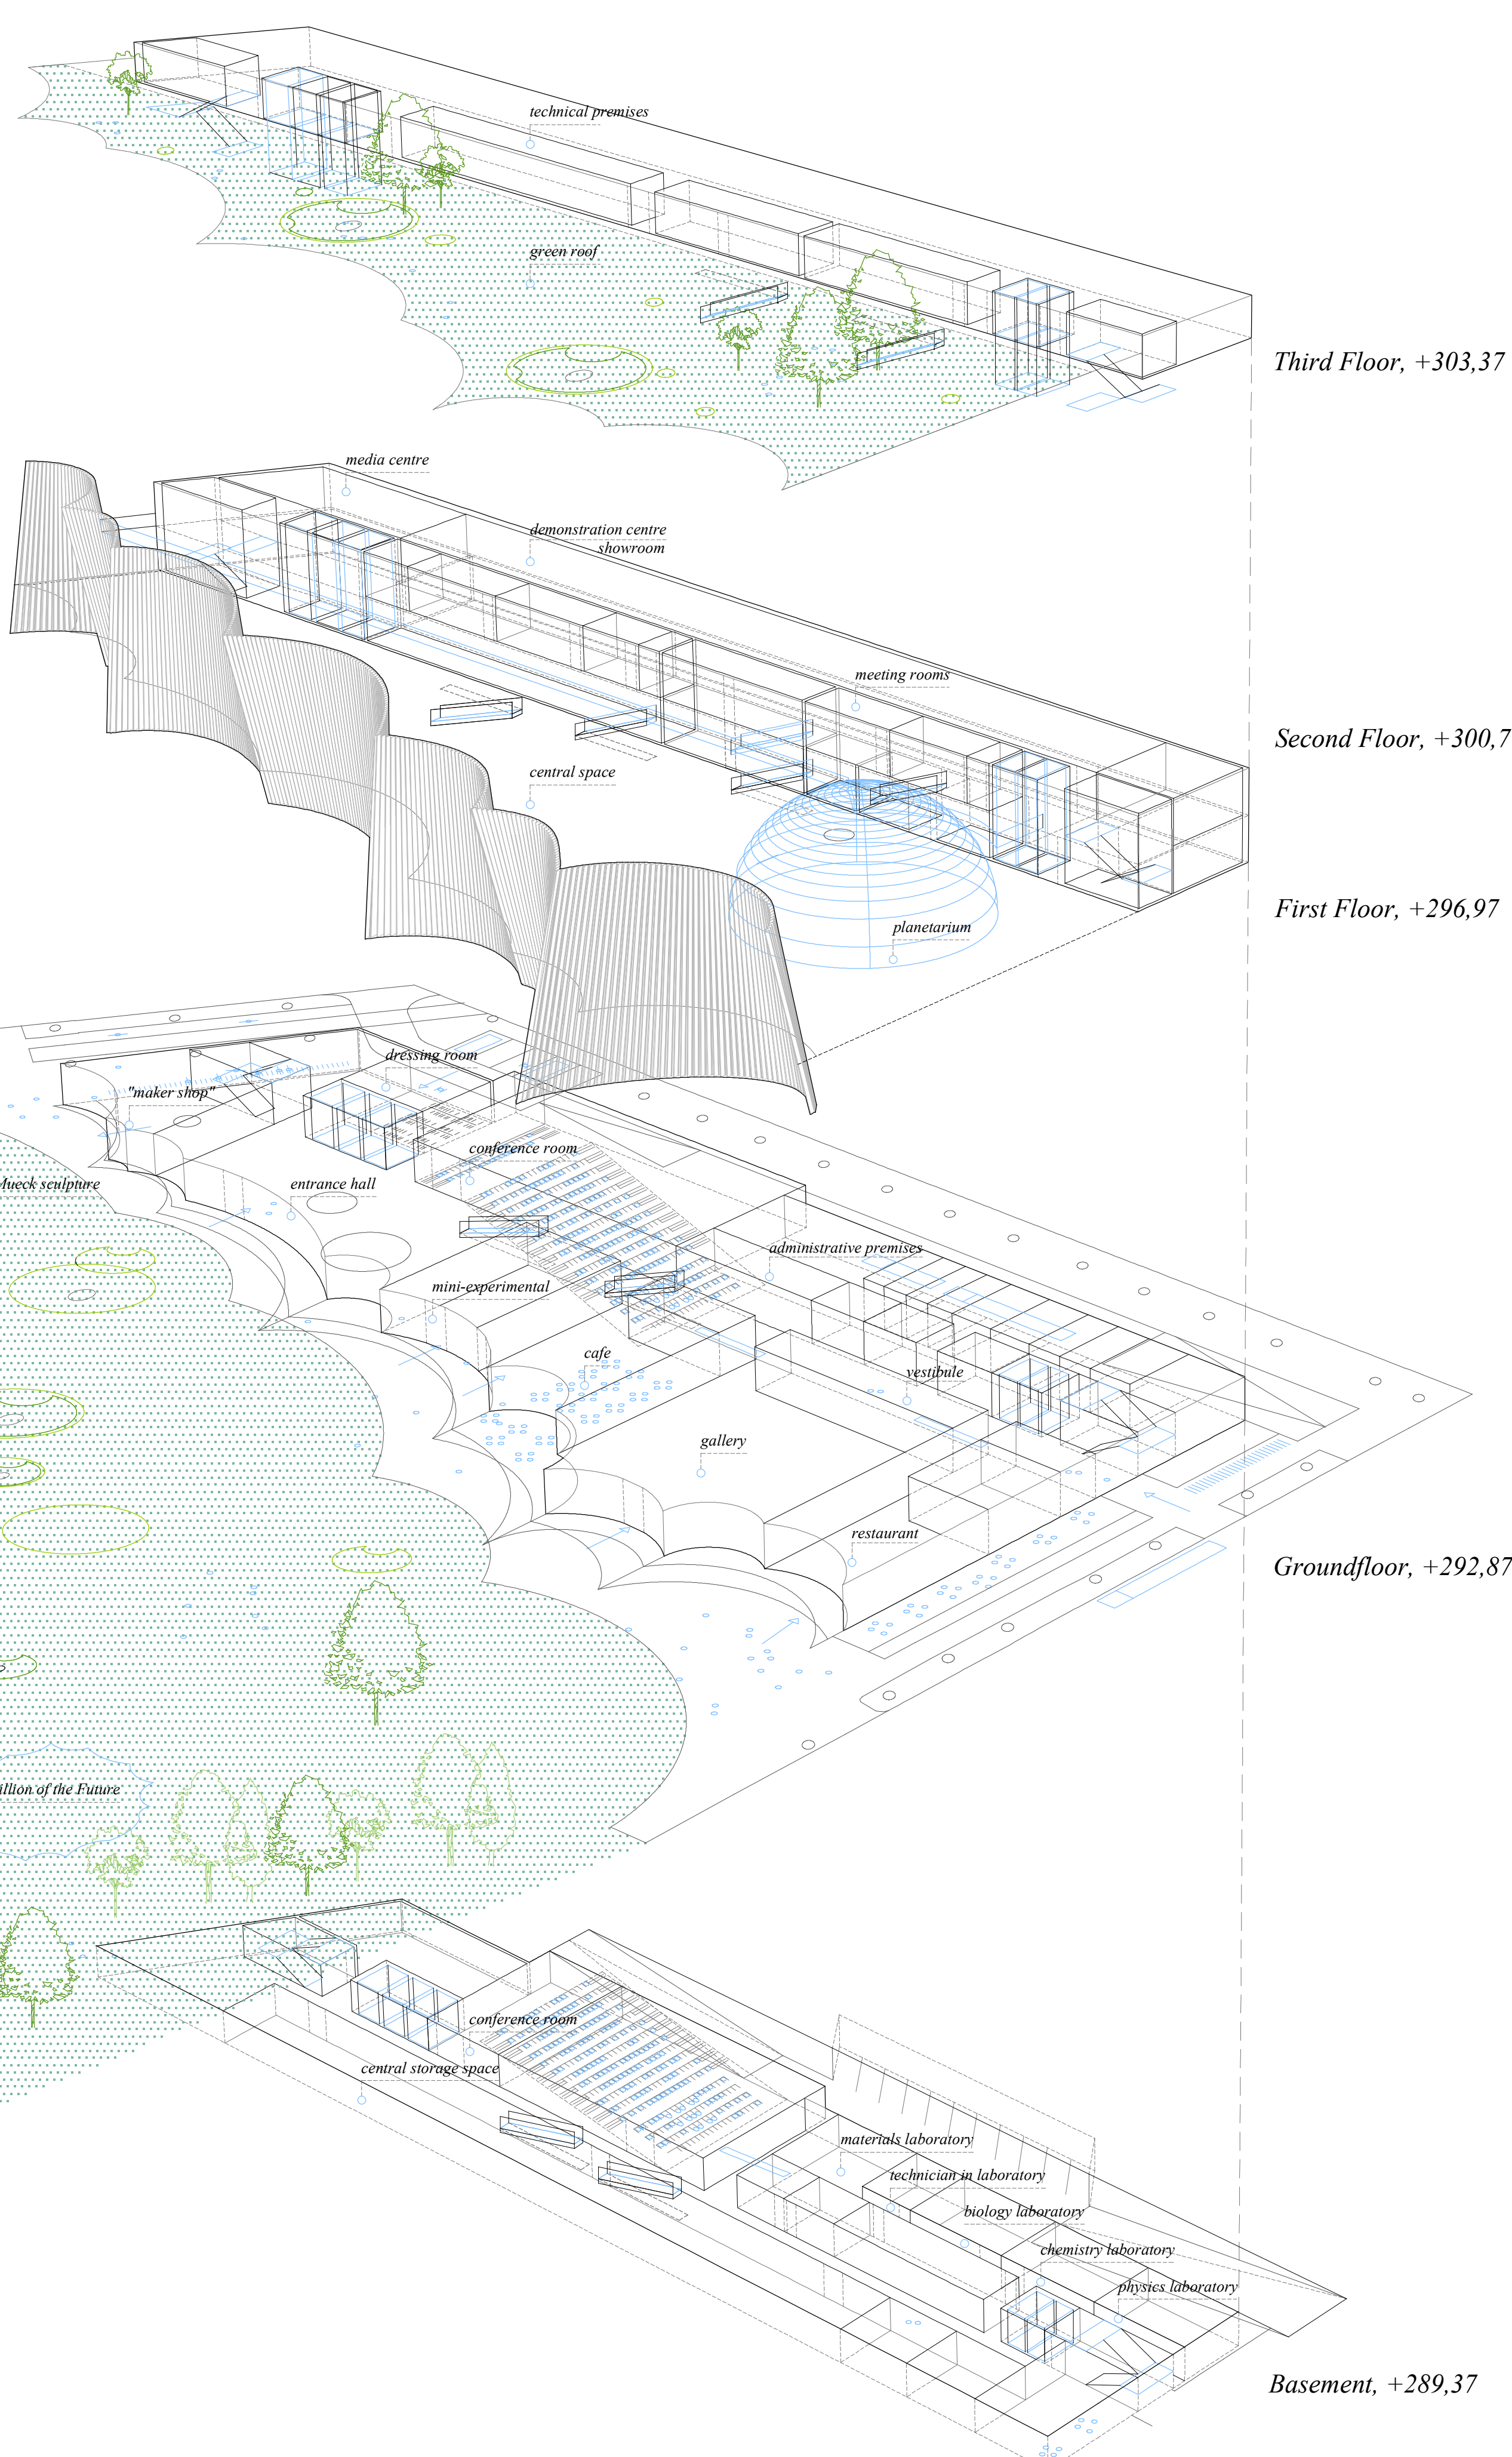 technical premises
green roof
Third Floor, +303,37
media centre
demonstration centre
showroom
meeting rooms
Second Floor, +300,7
central space
First Floor, +296,97
planetarium
dressing room
"maker shop"
conference room
Mueck sculpture
entrance hall
administrative premises
mini-experimental
cafe
vestibule
gallery
restaurant
Groundfloor, +292,87
illion of the Future
conference room
central storage space
materials laboratory
technician in laboratory
biology laboratory
chemistry laboratory
physics laboratory
Basement, +289,37